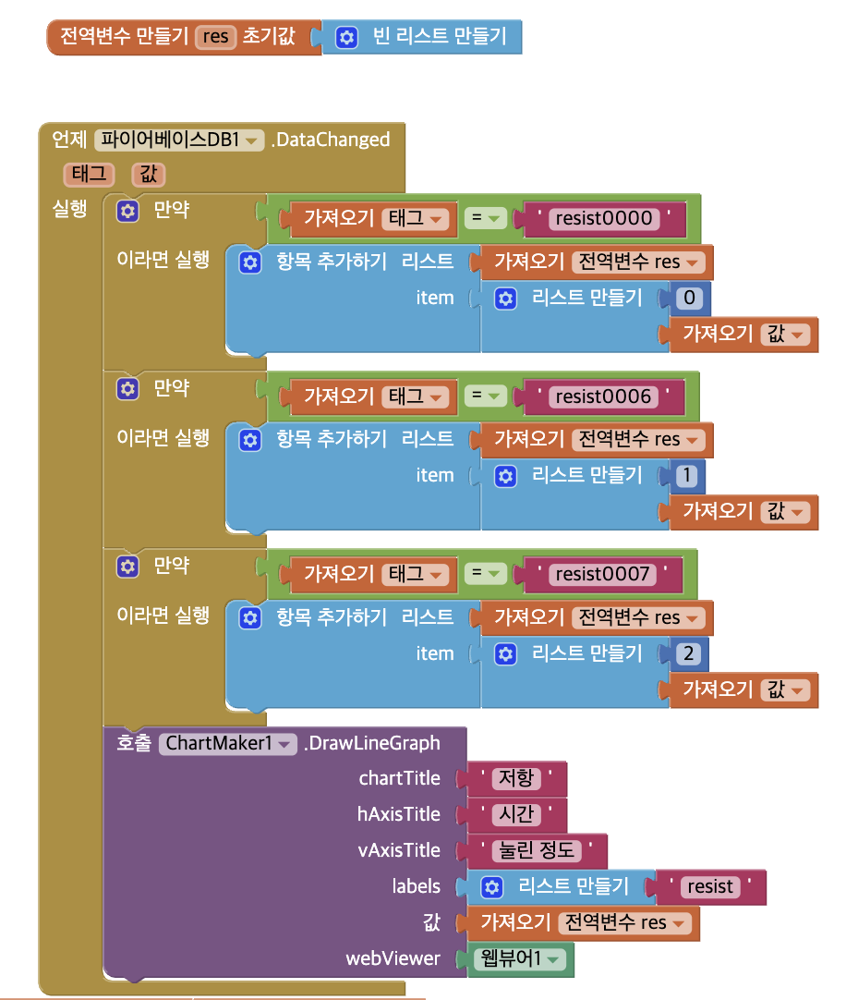 전역변수 만들기 res 초기값 빈 리스트 만들기
언제 파이어베이스DB1 .DataChanged
태그 값
실행 만약 가져오기 태그 = ' resist0000 '
이라면 실행 항목 추가하기 리스트 가져오기 전역변수 res
item 리스트 만들기 0
가져오기 값
만약 가져오기 태그 = ' resist0006 '
이라면 실행 항목 추가하기 리스트 가져오기 전역변수 res
item 리스트 만들기 1
가져오기 값
만약 가져오기 태그 = ' resist0007 '
이라면 실행 항목 추가하기 리스트 가져오기 전역변수 res
item 리스트 만들기 2
가져오기 값
호출 ChartMaker1 .DrawLineGraph
chartTitle ' 저항 '
hAxisTitle ' 시간 '
vAxisTitle ' 눌린 정도 '
labels 리스트 만들기 ' resist '
값 가져오기 전역변수 res
webViewer 웹뷰어1